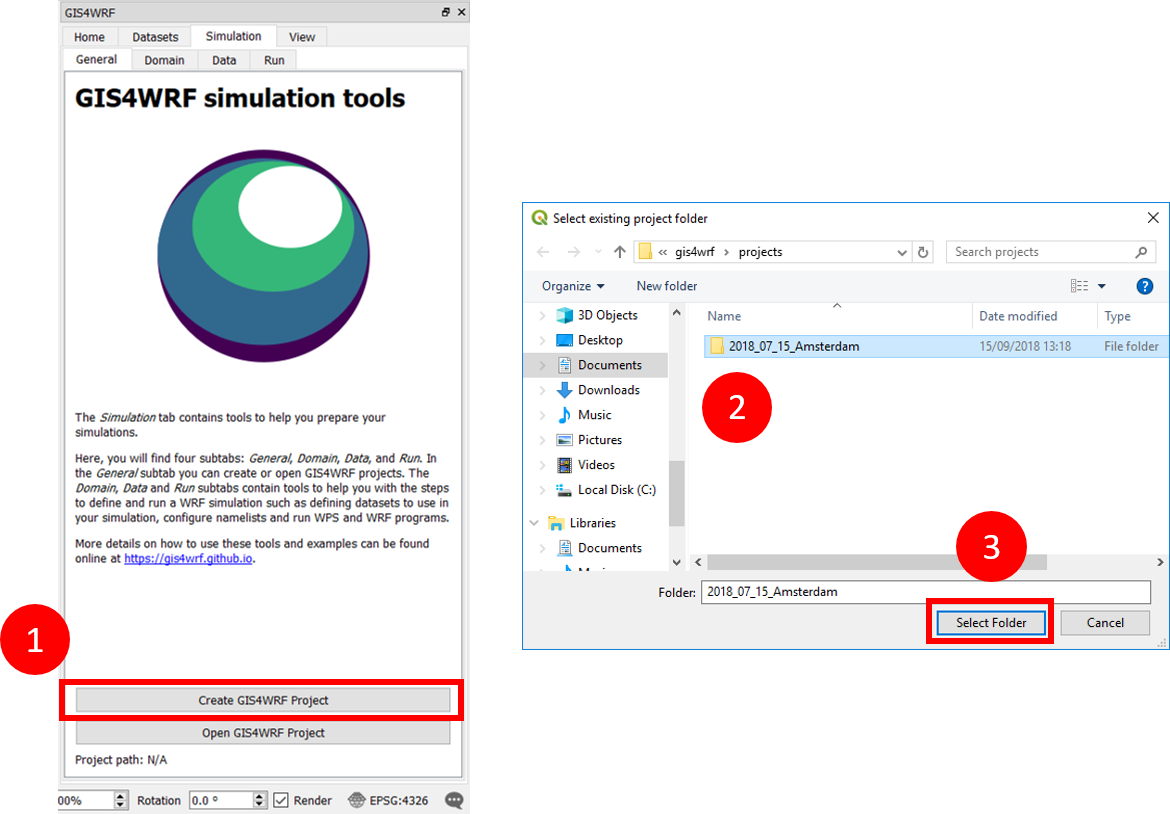 GIS4WRF
Home Datasets Simulation View
General Domain Data Run
GIS4WRF simulation tools
The Simulation tab contains tools to help you prepare your
simulations.
Here, you will find four subtabs: General, Domain, Data, and Run. In
the General subtab you can create or open GIS4WRF projects. The
Domain, Data and Run subtabs contain tools to help you with the steps
to define and run a WRF simulation such as defining datasets to use in
your simulation, configure namelists and run WPS and WRF programs.
More details on how to use these tools and examples can be found
online at https://gis4wrf.github.io.
1
Create GIS4WRF Project
Open GIS4WRF Project
Project path: N/A
00% Rotation 0.0 ° Render EPSG:4326
Select existing project folder
« gis4wrf › projects Search projects
Organize New folder
Name Date modified Type
3D Objects
Desktop
Documents
Downloads
Music
Pictures
Videos
Local Disk (C:)
Libraries
Documents
2018_07_15_Amsterdam 15/09/2018 13:18 File folder
2
3
Folder: 2018_07_15_Amsterdam
Select Folder Cancel